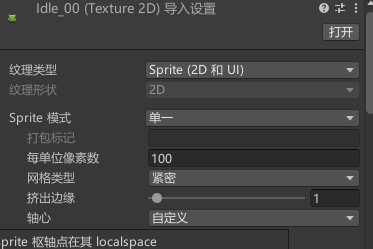 Idle_00 (Texture 2D) 导入设置
打开
纹理类型 Sprite (2D 和 UI)
纹理形状 2D
Sprite 模式 单一
打包标记
每单位像素数 100
网格类型 紧密
挤出边缘 1
轴心 自定义
sprite 枢轴点在其 localspace